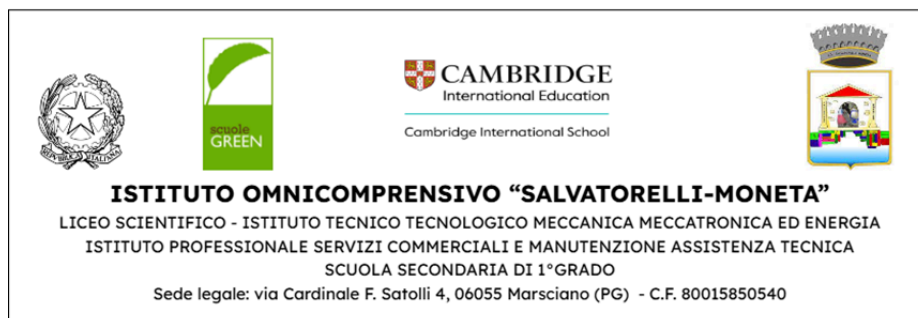 REPVBBLICA ITALIANA
scuole
GREEN
CAMBRIDGE
International Education
Cambridge International School
ISTITUTO OMNICOMPRENSIVO “SALVATORELLI-MONETA”
LICEO SCIENTIFICO - ISTITUTO TECNICO TECNOLOGICO MECCANICA MECCATRONICA ED ENERGIA
ISTITUTO PROFESSIONALE SERVIZI COMMERCIALI E MANUTENZIONE ASSISTENZA TECNICA
SCUOLA SECONDARIA DI 1°GRADO
Sede legale: via Cardinale F. Satolli 4, 06055 Marsciano (PG) - C.F. 80015850540